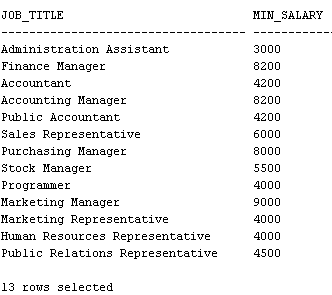 JOB_TITLE MIN_SALARY
----------------------------------- ------------
Administration Assistant 3000
Finance Manager 8200
Accountant 4200
Accounting Manager 8200
Public Accountant 4200
Sales Representative 6000
Purchasing Manager 8000
Stock Manager 5500
Programmer 4000
Marketing Manager 9000
Marketing Representative 4000
Human Resources Representative 4000
Public Relations Representative 4500
13 rows selected